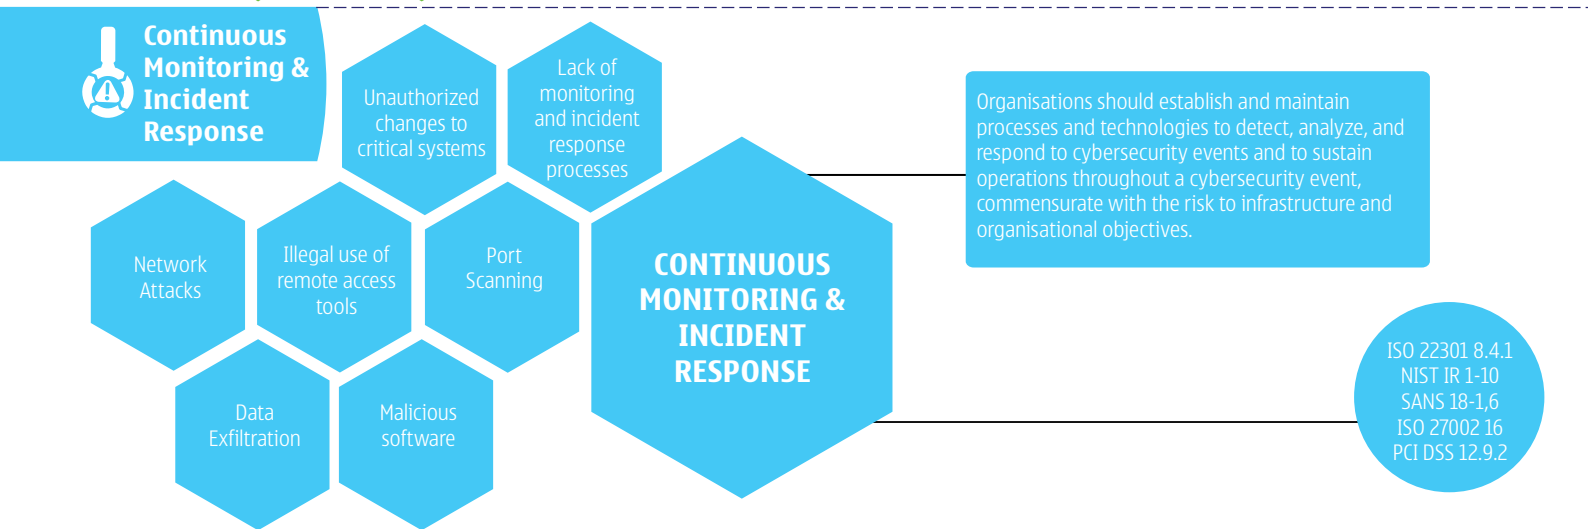 Continuous
Monitoring &
Incident
Response
Unauthorized
changes to
critical systems
Lack of
monitoring
and incident
response
processes
Network
Attacks
Illegal use of
remote access
tools
Port
Scanning
Data
Exfiltration
Malicious
software
CONTINUOUS
MONITORING &
INCIDENT
RESPONSE
Organisations should establish and maintain
processes and technologies to detect, analyze, and
respond to cybersecurity events and to sustain
operations throughout a cybersecurity event,
commensurate with the risk to infrastructure and
organisational objectives.
ISO 22301 8.4.1
NIST IR 1-10
SANS 18-1,6
ISO 27002 16
PCI DSS 12.9.2